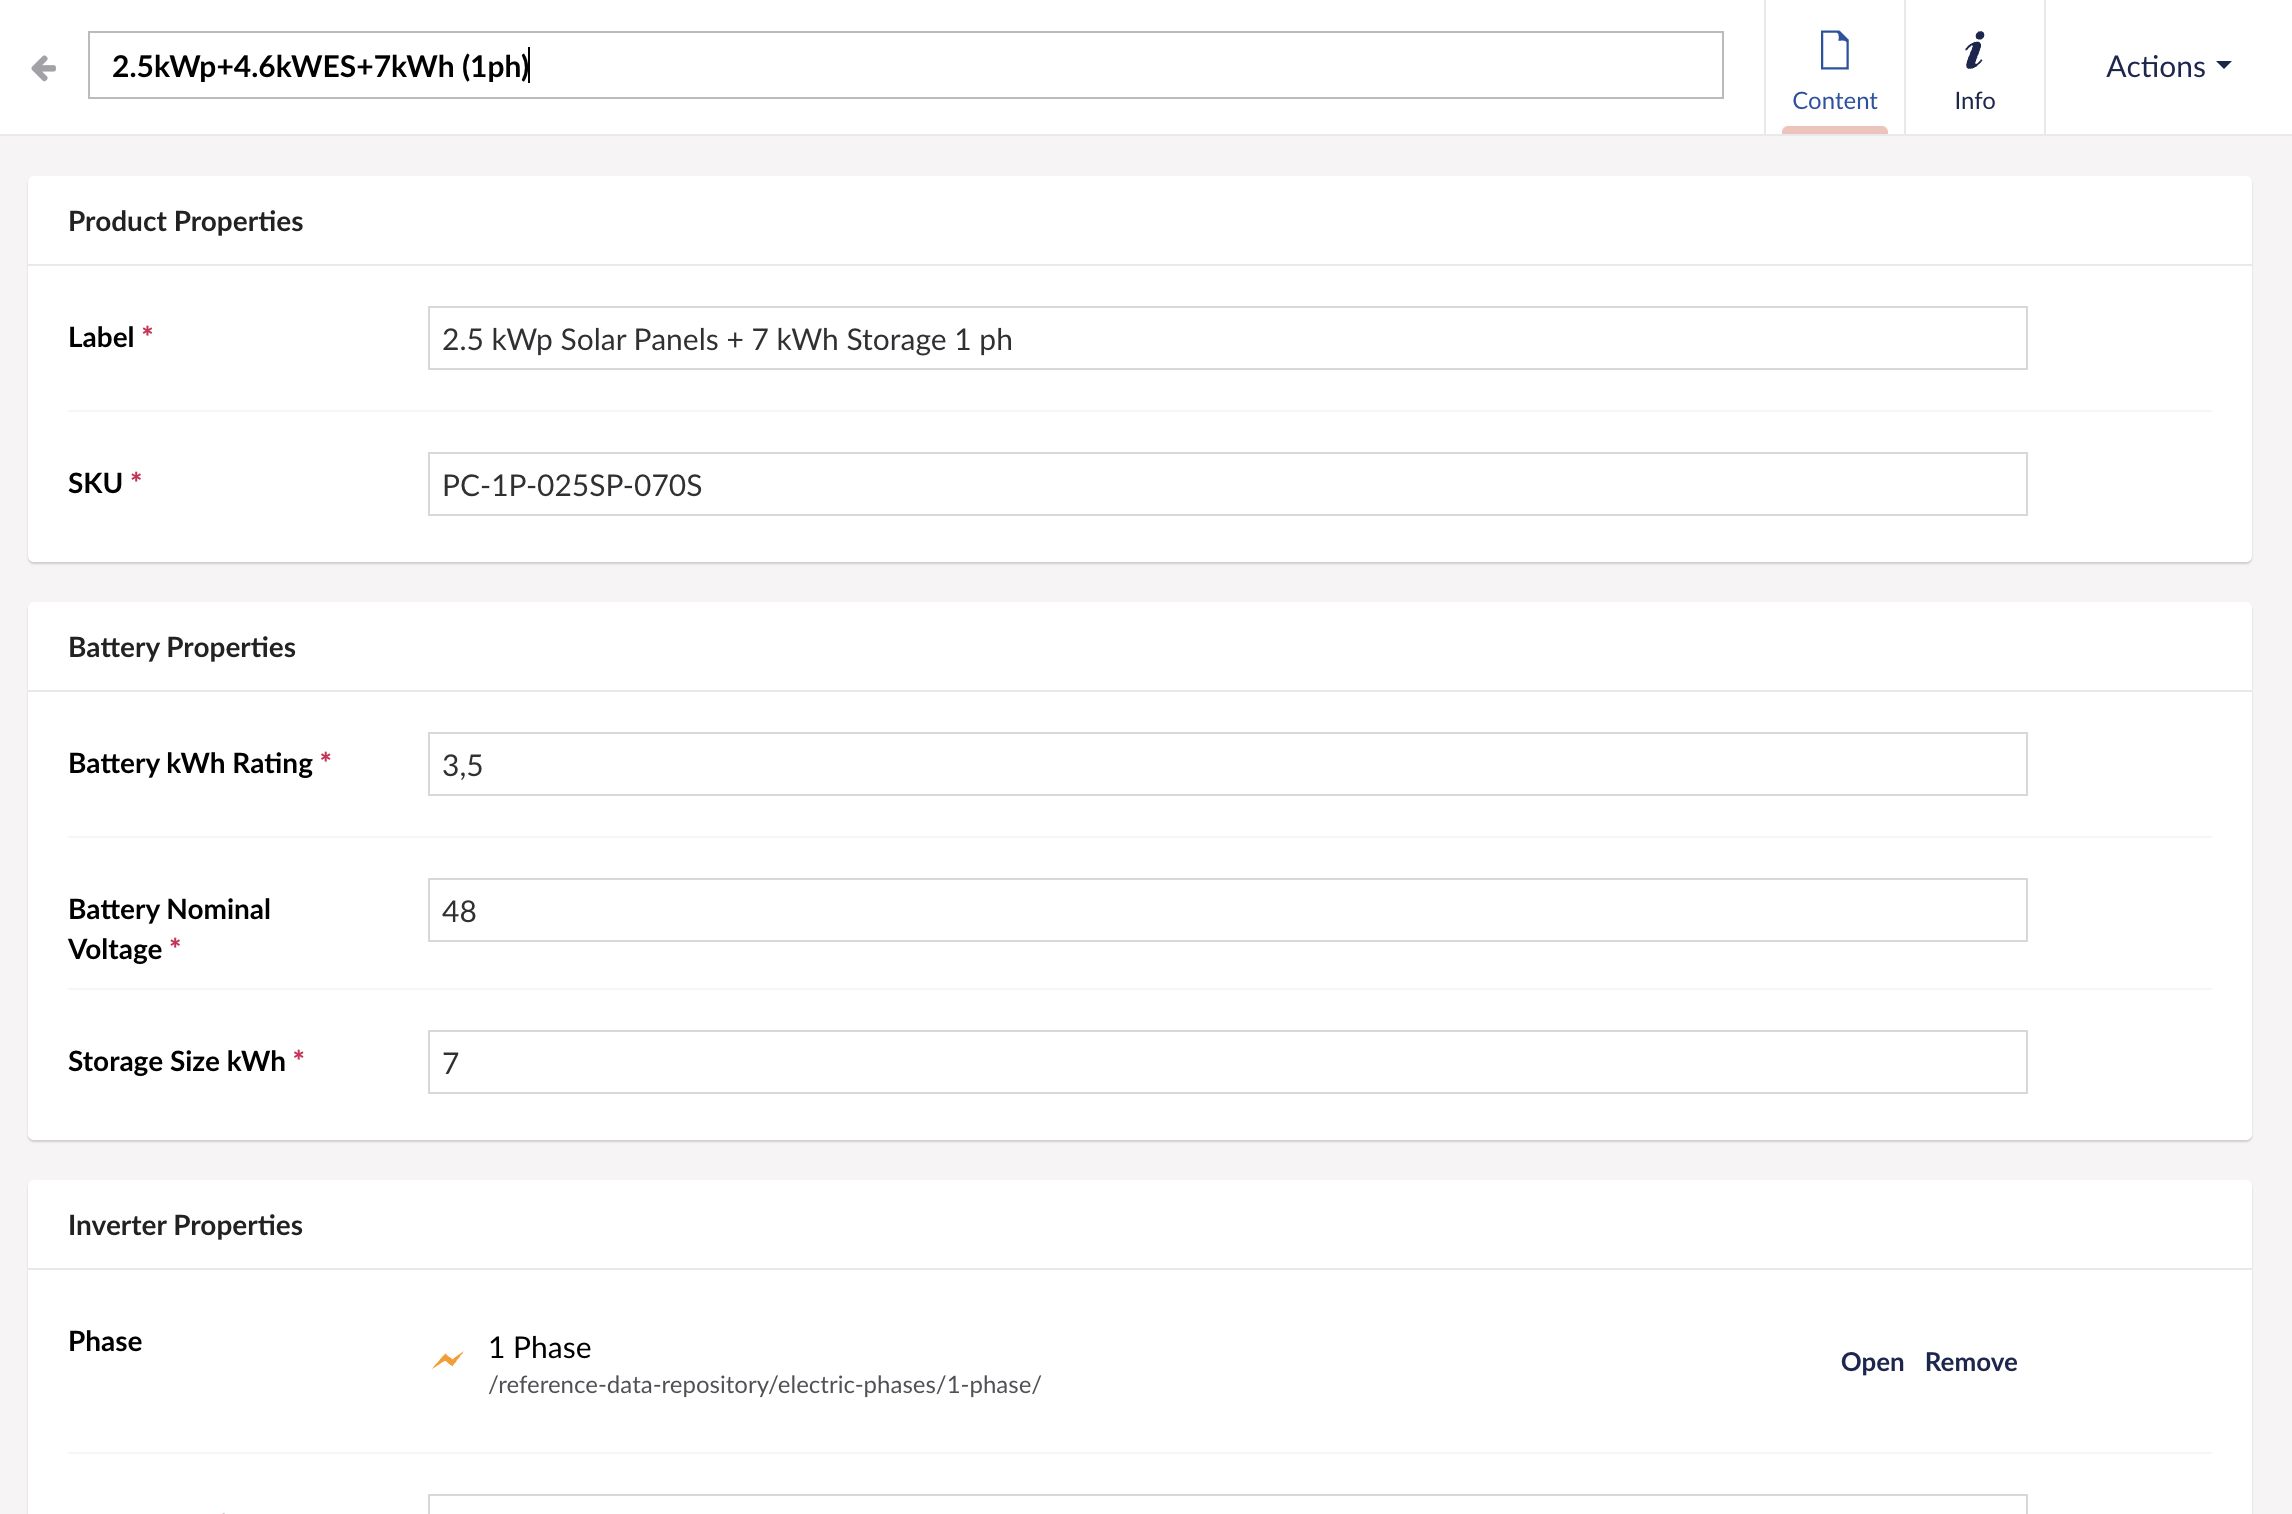 2.5kWp+4.6kWES+7kWh (1ph)
Content
Info
Actions
Product Properties
Label *
2.5 kWp Solar Panels + 7 kWh Storage 1 ph
SKU *
PC-1P-025SP-070S
Battery Properties
Battery kWh Rating *
3,5
Battery Nominal
Voltage *
48
Storage Size kWh *
7
Inverter Properties
Phase
1 Phase
/reference-data-repository/electric-phases/1-phase/
Open Remove